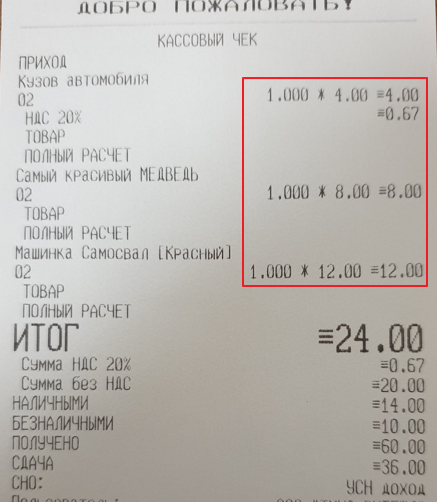 ДОБРО ПОЖАЛОВАТЬ!
КАССОВЫЙ ЧЕК
ПРИХОД
Кузов автомобиля
02 1.000 * 4.00 ≡4.00
НДС 20% ≡0.67
ТОВАР
ПОЛНЫЙ РАСЧЕТ
Самый красивый МЕДВЕДЬ
02 1.000 * 8.00 ≡8.00
ТОВАР
ПОЛНЫЙ РАСЧЕТ
Машинка Самосвал [Красный]
02 1.000 * 12.00 ≡12.00
ТОВАР
ПОЛНЫЙ РАСЧЕТ
ИТОГ ≡24.00
Сумма НДС 20% ≡0.67
Сумма без НДС ≡20.00
НАЛИЧНЫМИ ≡14.00
БЕЗНАЛИЧНЫМИ ≡10.00
ПОЛУЧЕНО ≡60.00
СДАЧА ≡36.00
СНО: УСН ДОХОД